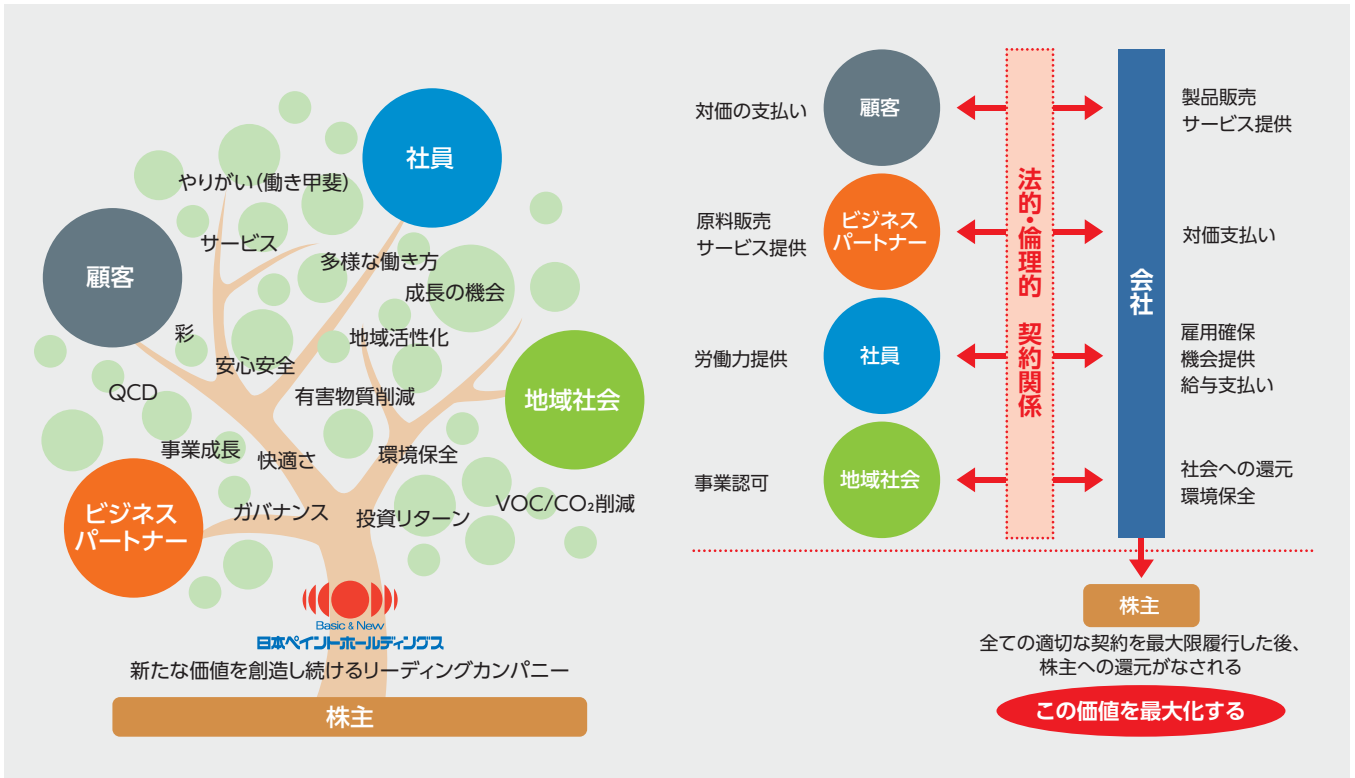 社員
やりがい(働き甲斐)
サービス
顧客
多様な働き方
成長の機会
彩
地域活性化
安心安全
QCD
有害物質削減
地域社会
事業成長
快適さ
環境保全
ビジネス
パートナー
ガバナンス
投資リターン
VOC/CO₂削減
Basic & New
日本ペイントホールディングス
新たな価値を創造し続けるリーディングカンパニー
株主
対価の支払い
顧客
製品販売
サービス提供
原料販売
サービス提供
ビジネス
パートナー
対価支払い
労働力提供
社員
雇用確保
機会提供
給与支払い
事業認可
地域社会
社会への還元
環境保全
法的・倫理的 契約関係
会社
株主
全ての適切な契約を最大限履行した後、
株主への還元がなされる
この価値を最大化する